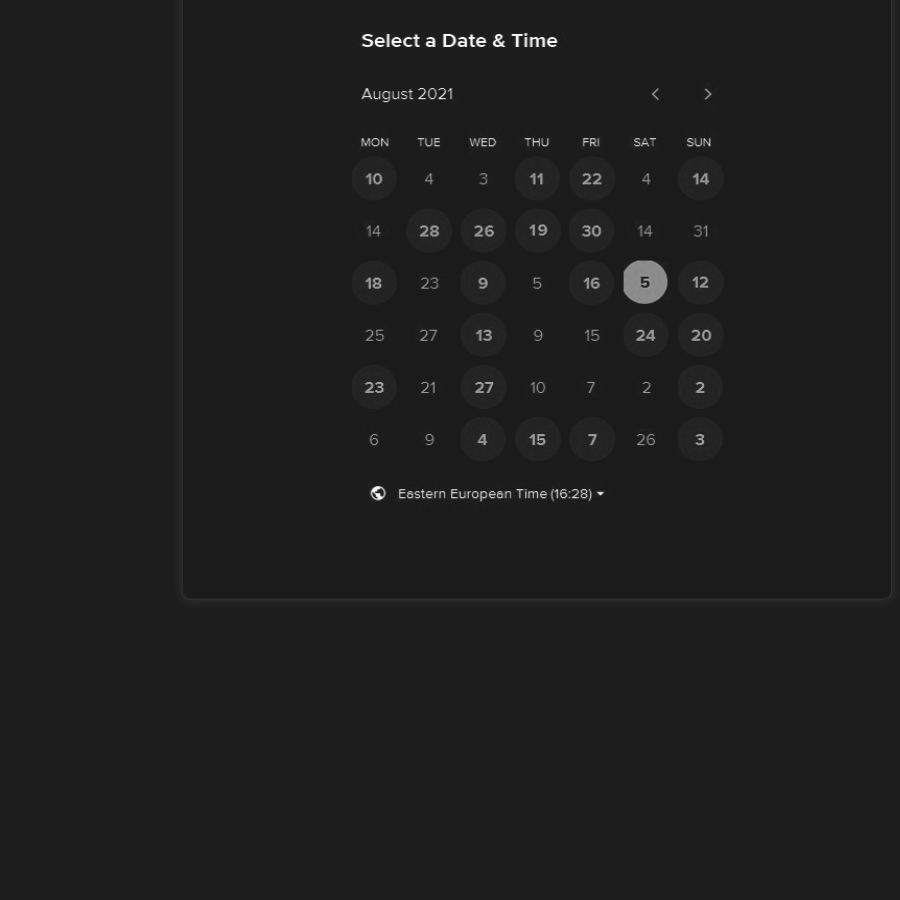 Select a Date & Time
August 2021
MON TUE WED THU FRI SAT SUN
10 4 3 11 22 4 14
14 28 26 19 30 14 31
18 23 9 5 16 5 12
25 27 13 9 15 24 20
23 21 27 10 7 2 2
6 9 4 15 7 26 3
Eastern European Time (16:28)